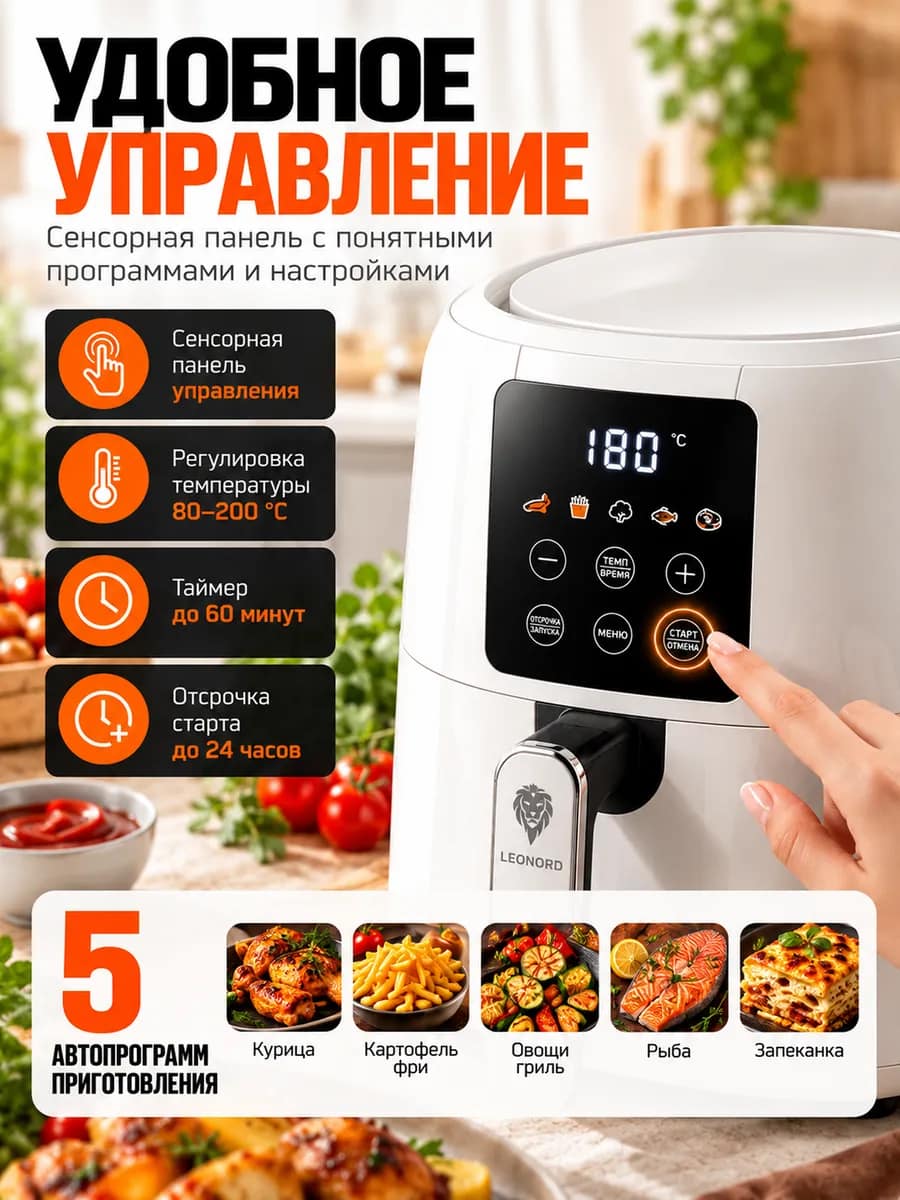 УДОБНОЕ
УПРАВЛЕНИЕ
Сенсорная панель с понятными
программами и настройками
Сенсорная
панель
управления
Регулировка
температуры
80–200 °C
Таймер
до 60 минут
Отсрочка
старта
до 24 часов
180 °C
ТЕМП
ВРЕМЯ
ОТСРОЧКА
ЗАПУСКА
МЕНЮ
СТАРТ
ОТМЕНА
LEONORD
5
АВТОПРОГРАММ
ПРИГОТОВЛЕНИЯ
Курица
Картофель
фри
Овощи
гриль
Рыба
Запеканка